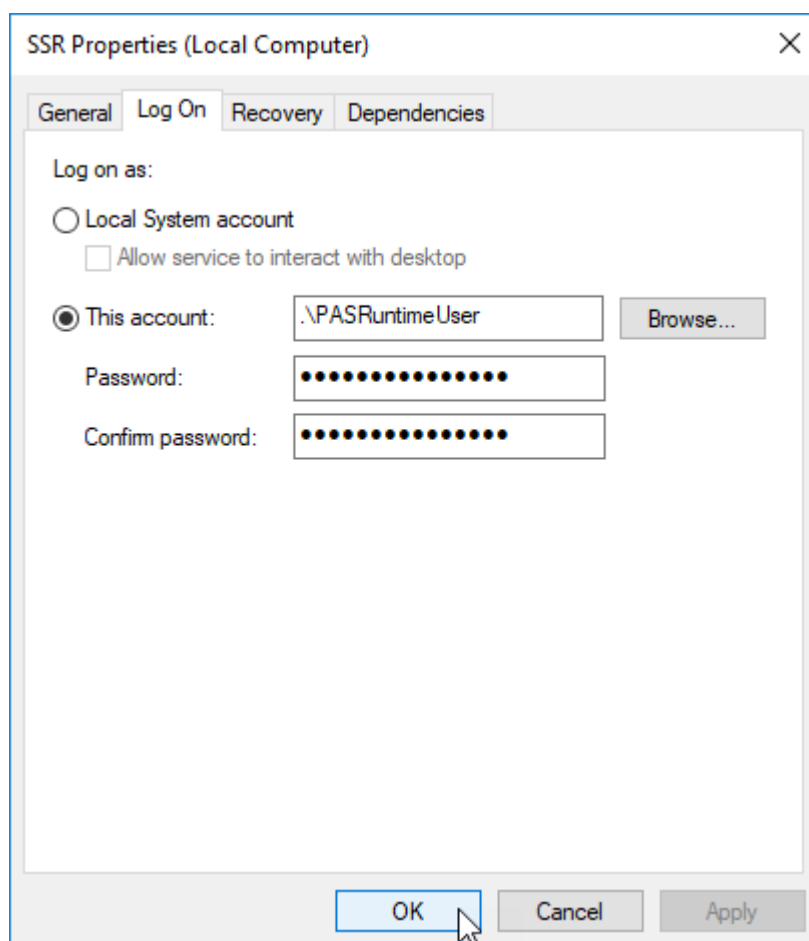 SSR Properties (Local Computer)
General Log On Recovery Dependencies
Log on as:
Local System account
Allow service to interact with desktop
This account: .\PASRuntimeUser Browse...
Password: •••••••••••••••
Confirm password: •••••••••••••••
OK Cancel Apply